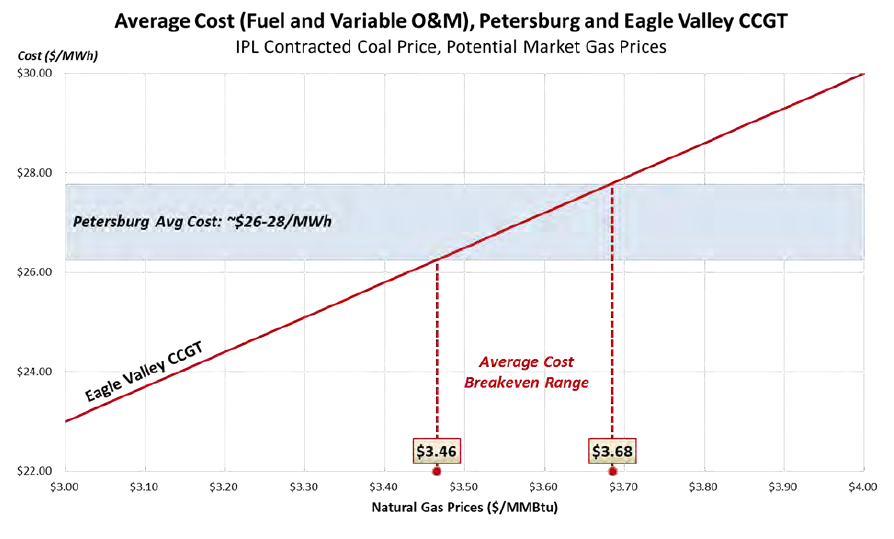 Average Cost (Fuel and Variable O&M), Petersburg and Eagle Valley CCGT
IPL Contracted Coal Price, Potential Market Gas Prices
Cost ($/MWh)
$30.00
$28.00
Petersburg Avg Cost: ~$26-28/MWh
$26.00
$24.00
Eagle Valley CCGT
Average Cost
Breakeven Range
$3.46
$3.68
$22.00
$3.00 $3.10 $3.20 $3.30 $3.40 $3.50 $3.60 $3.70 $3.80 $3.90 $4.00
Natural Gas Prices ($/MMBtu)